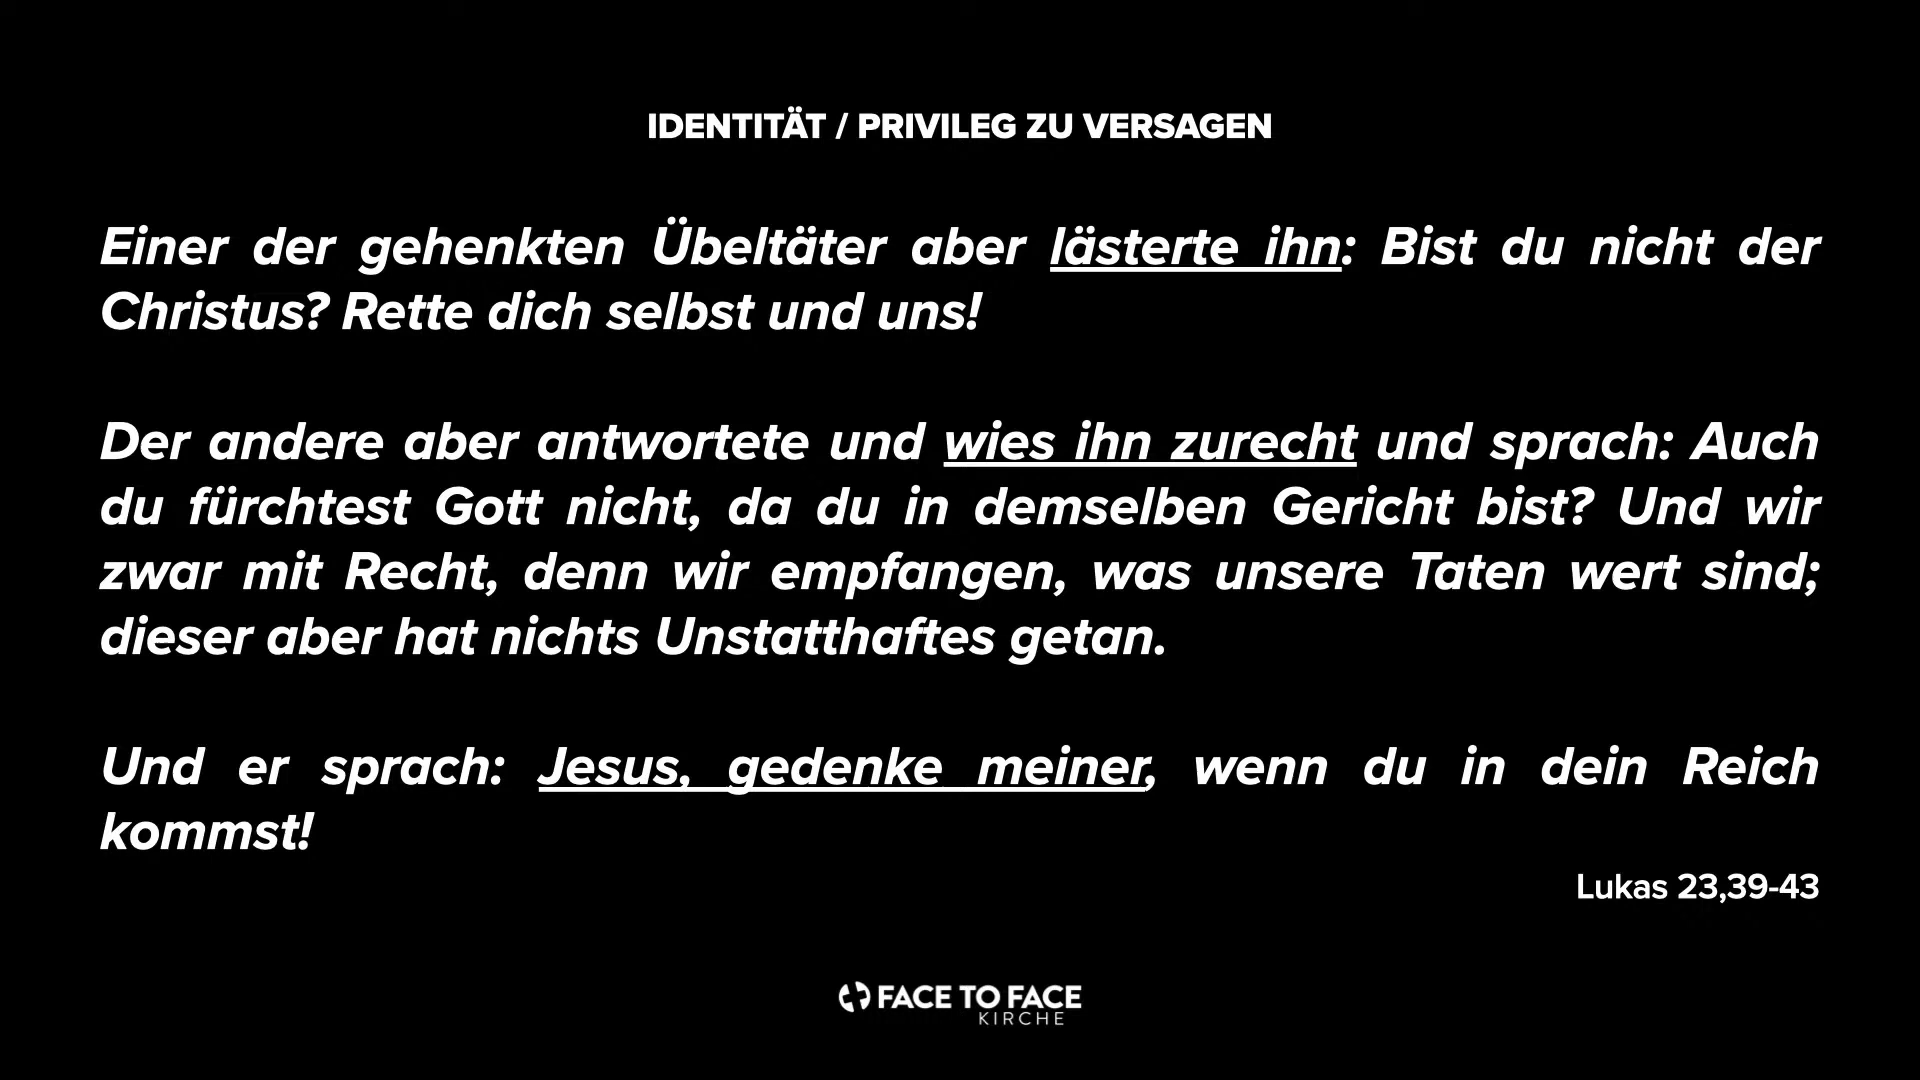 IDENTITÄT / PRIVILEG ZU VERSAGEN
Einer der gehenkten Übeltäter aber lästerte ihn: Bist du nicht der
Christus? Rette dich selbst und uns!
Der andere aber antwortete und wies ihn zurecht und sprach: Auch
du fürchtest Gott nicht, da du in demselben Gericht bist? Und wir
zwar mit Recht, denn wir empfangen, was unsere Taten wert sind;
dieser aber hat nichts Unstatthaftes getan.
Und er sprach: Jesus, gedenke meiner, wenn du in dein Reich
kommst!
Lukas 23,39-43
FACE TO FACE
KIRCHE